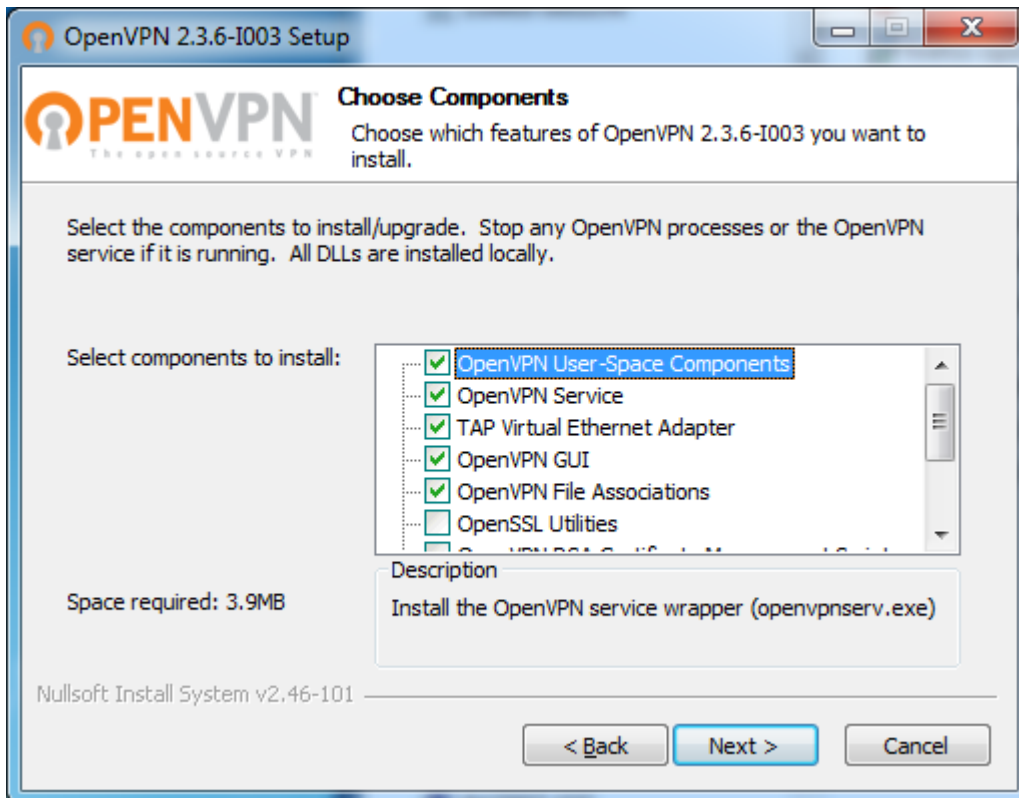 OpenVPN 2.3.6-I003 Setup
OPENVPN
The open source VPN
Choose Components
Choose which features of OpenVPN 2.3.6-I003 you want to
install.
Select the components to install/upgrade.  Stop any OpenVPN processes or the OpenVPN
service if it is running.  All DLLs are installed locally.
Select components to install:
OpenVPN User-Space Components
OpenVPN Service
TAP Virtual Ethernet Adapter
OpenVPN GUI
OpenVPN File Associations
OpenSSL Utilities
Space required: 3.9MB
Description
Install the OpenVPN service wrapper (openvpnserv.exe)
Nullsoft Install System v2.46-101
< Back
Next >
Cancel